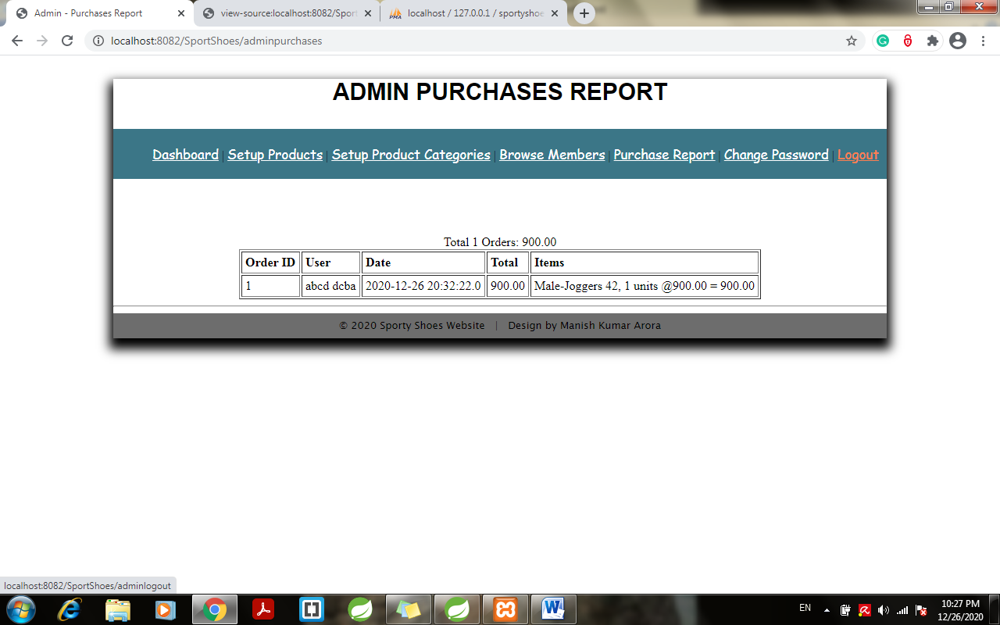 Admin - Purchases Report
view-source:localhost:8082/Sport
localhost / 127.0.0.1 / sportyshoe
localhost:8082/SportShoes/adminpurchases
ADMIN PURCHASES REPORT
Dashboard | Setup Products | Setup Product Categories | Browse Members | Purchase Report | Change Password | Logout
Total 1 Orders: 900.00
Order ID User Date Total Items
1 abcd dcba 2020-12-26 20:32:22.0 900.00 Male-Joggers 42, 1 units @900.00 = 900.00
© 2020 Sporty Shoes Website | Design by Manish Kumar Arora
localhost:8082/SportShoes/adminlogout
EN
10:27 PM
12/26/2020